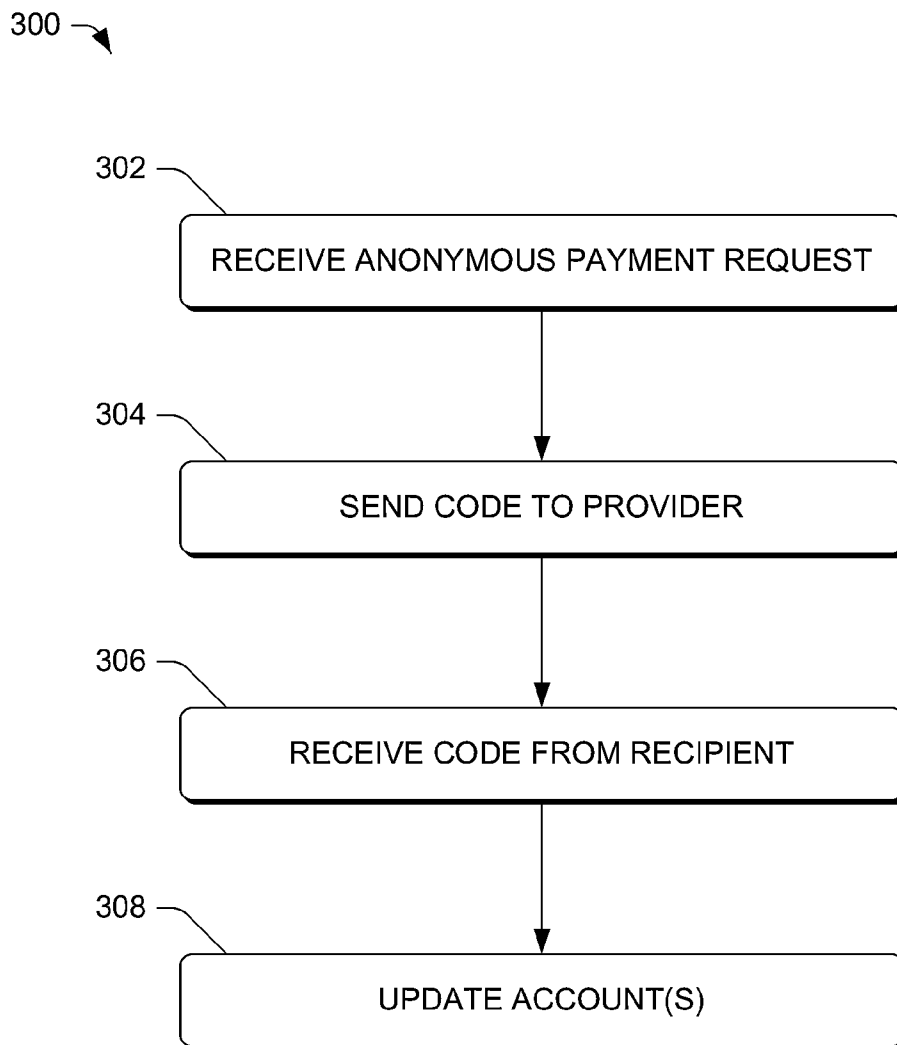 300
302
RECEIVE ANONYMOUS PAYMENT REQUEST
304
SEND CODE TO PROVIDER
306
RECEIVE CODE FROM RECIPIENT
308
UPDATE ACCOUNT(S)